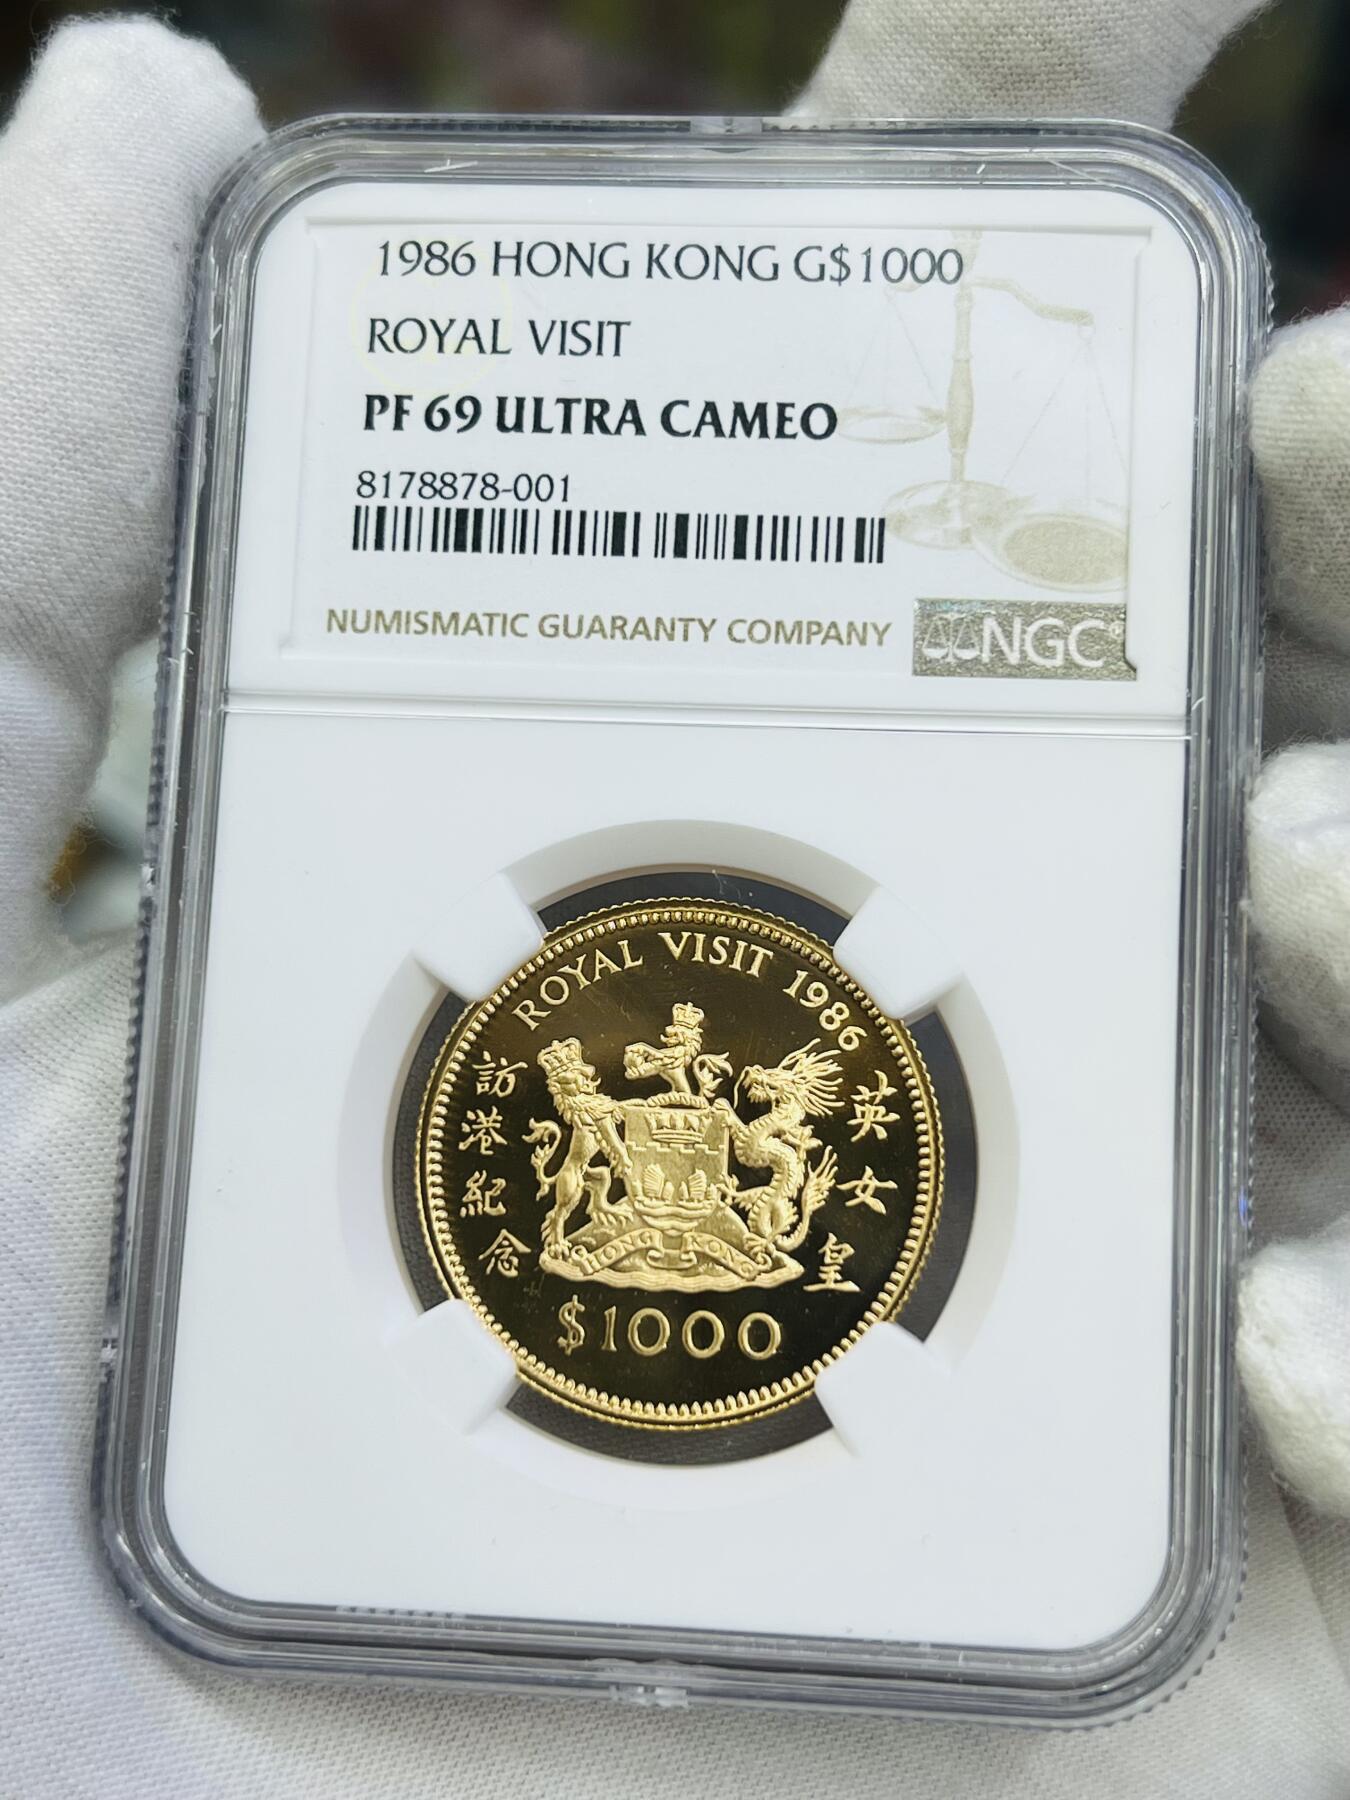 1986 HONG KONG G$1000
ROYAL VISIT
PF 69 ULTRA CAMEO
8178878-001
NUMISMATIC GUARANTY COMPANY
NGC®
ROYAL VISIT 1986
英女皇
訪港紀念
HONG KONG
$1000